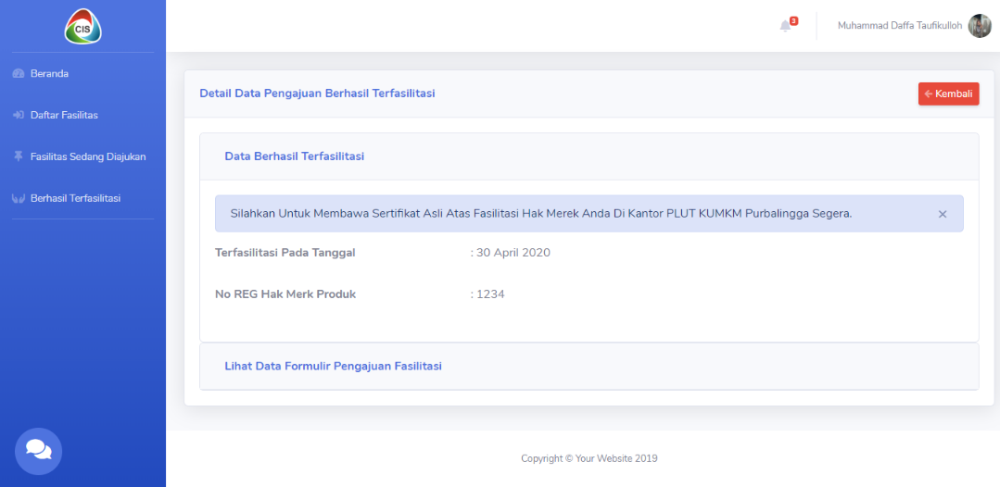 CIS
3
Muhammad Daffa Taufikulloh
Beranda
Daftar Fasilitas
Fasilitas Sedang Diajukan
Berhasil Terfasilitasi
Detail Data Pengajuan Berhasil Terfasilitasi
Kembali
Data Berhasil Terfasilitasi
Silahkan Untuk Membawa Sertifikat Asli Atas Fasilitasi Hak Merek Anda Di Kantor PLUT KUMKM Purbalingga Segera. ×
Terfasilitasi Pada Tanggal : 30 April 2020
No REG Hak Merk Produk : 1234
Lihat Data Formulir Pengajuan Fasilitasi
Copyright © Your Website 2019